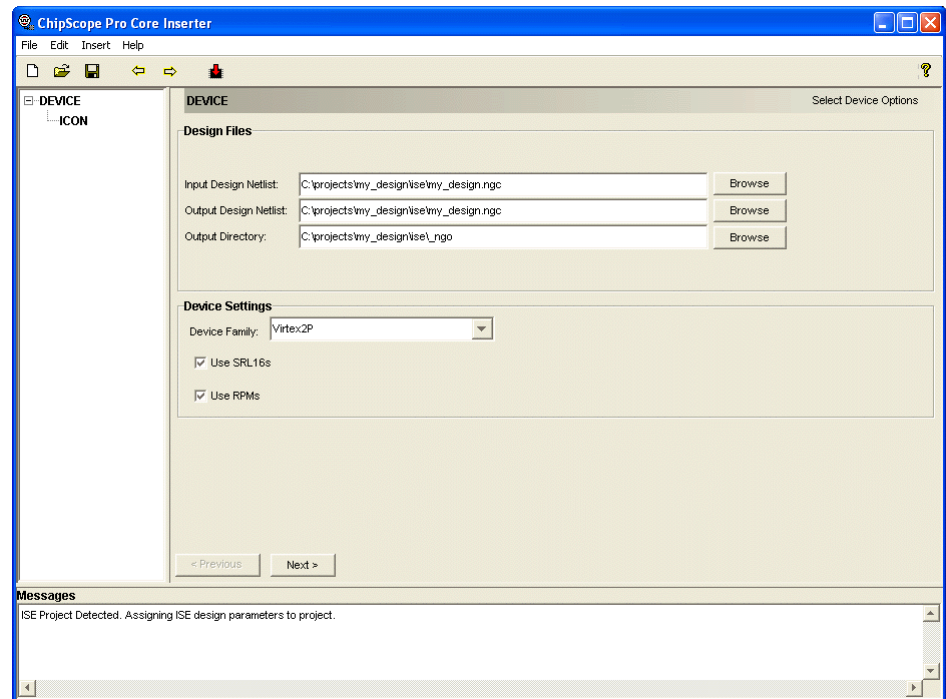 ChipScope Pro Core Inserter
File Edit Insert Help
DEVICE
ICON
DEVICE
Select Device Options
Design Files
Input Design Netlist: C:\projects\my_design\ise\my_design.ngc Browse
Output Design Netlist: C:\projects\my_design\ise\my_design.ngc Browse
Output Directory: C:\projects\my_design\ise\_ngo Browse
Device Settings
Device Family: Virtex2P
Use SRL16s
Use RPMs
< Previous Next >
Messages
ISE Project Detected. Assigning ISE design parameters to project.